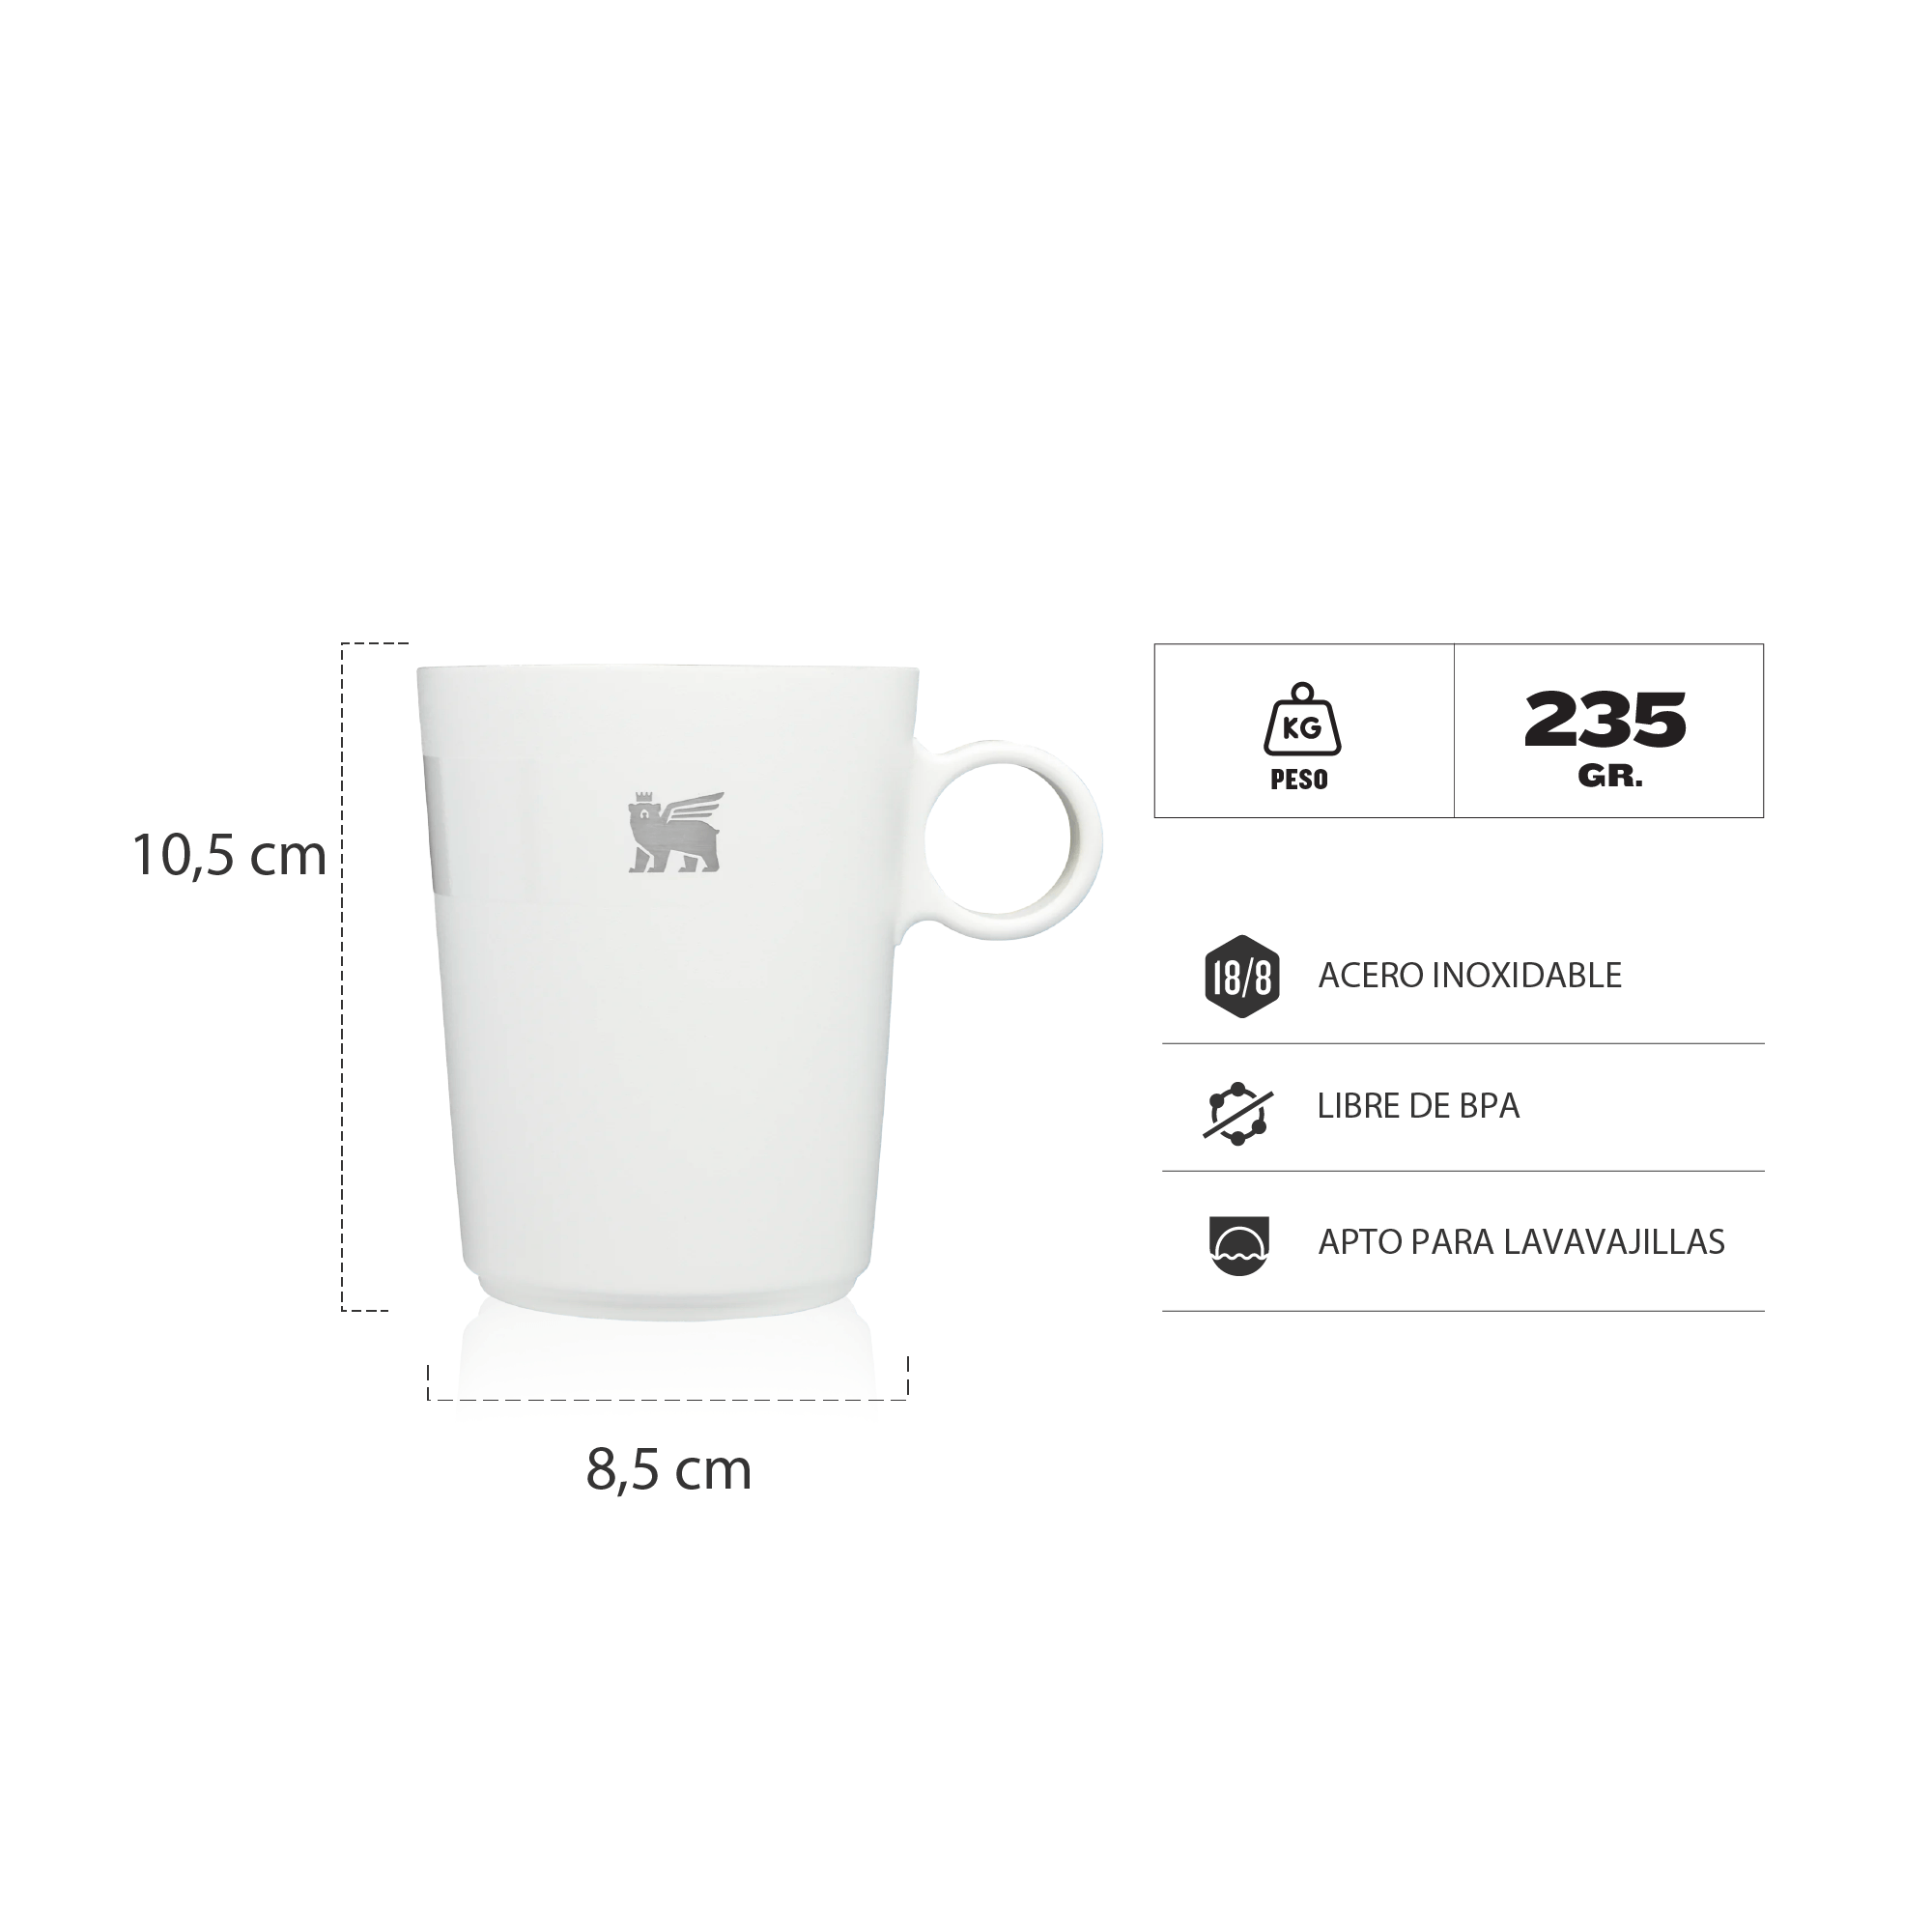 10,5 cm
8,5 cm
KG
PESO
235
GR.
18/8 ACERO INOXIDABLE
LIBRE DE BPA
APTO PARA LAVAVAJILLAS